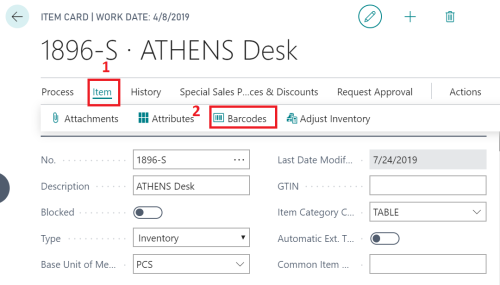 ITEM CARD | WORK DATE: 4/8/2019
1896-S · ATHENS Desk
1
Process Item History Special Sales P...ces & Discounts Request Approval Actions
2
Attachments Attributes Barcodes Adjust Inventory
No. 1896-S ... Last Date Modif... 7/24/2019
Description ATHENS Desk GTIN
Blocked Item Category C... TABLE
Type Inventory Automatic Ext. T...
Base Unit of Me... PCS Common Item ...